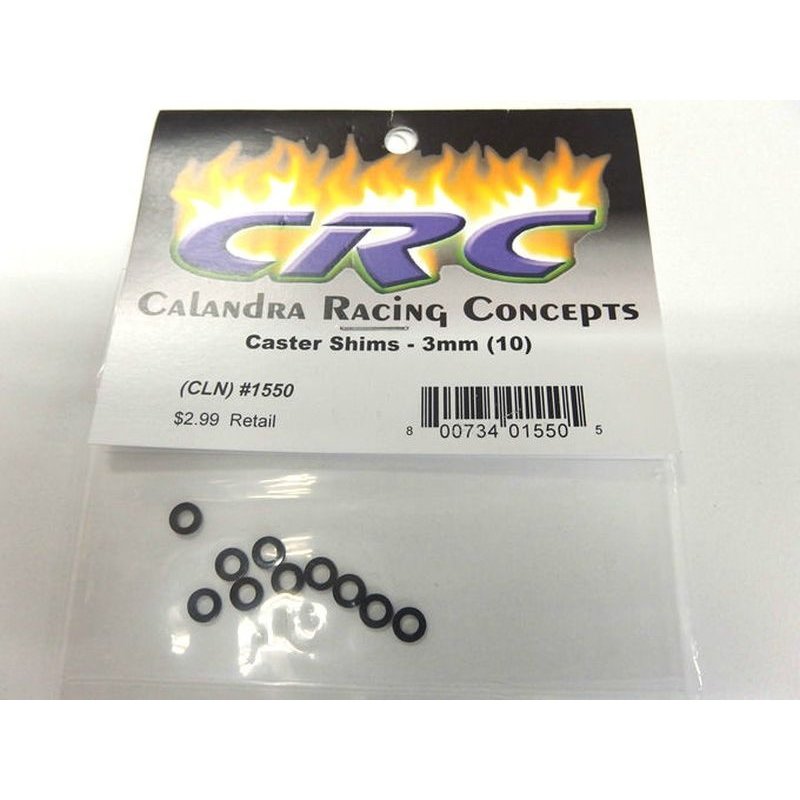 CRC
Calandra Racing Concepts
Caster Shims - 3mm (10)
(CLN) #1550
$2.99 Retail
8 00734 01550 5